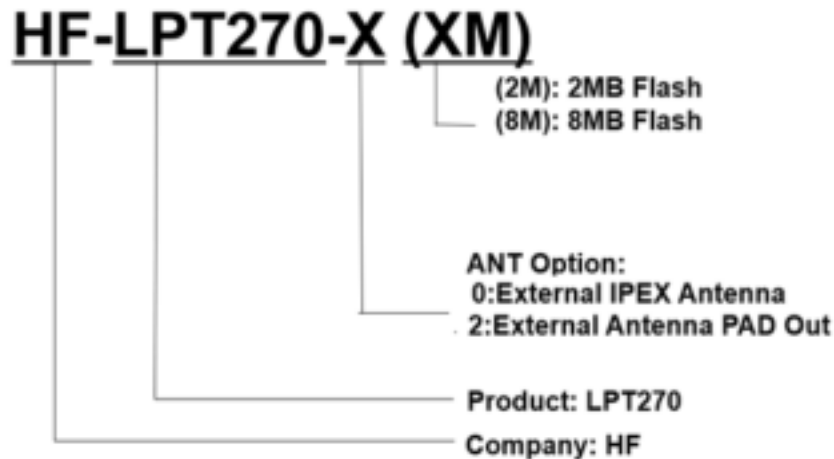 HF-LPT270-X (XM)
(2M): 2MB Flash
(8M): 8MB Flash
ANT Option:
0:External IPEX Antenna
2:External Antenna PAD Out
Product: LPT270
Company: HF